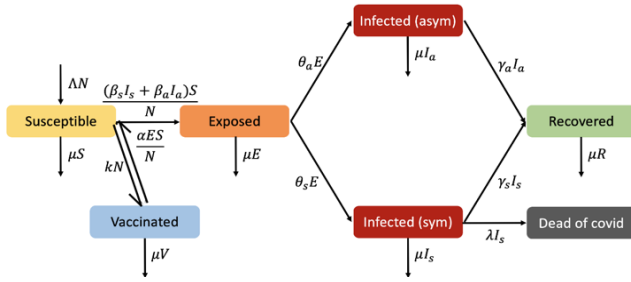 Infected (asym)
ΛN
(β_s I_s + β_a I_a)S
N
θ_a E
μI_a
γ_a I_a
Susceptible
Exposed
Recovered
αES
N
μS
kN
μE
θ_s E
γ_s I_s
μR
Vaccinated
Infected (sym)
λI_s
Dead of covid
μV
μI_s